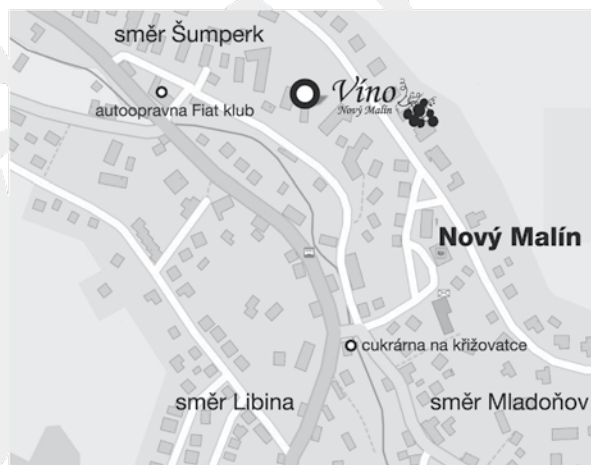 směr Šumperk
autoopravna Fiat klub
Víno
Nový Malín
Nový Malín
cukrárna na křižovatce
směr Libina
směr Mladoňov